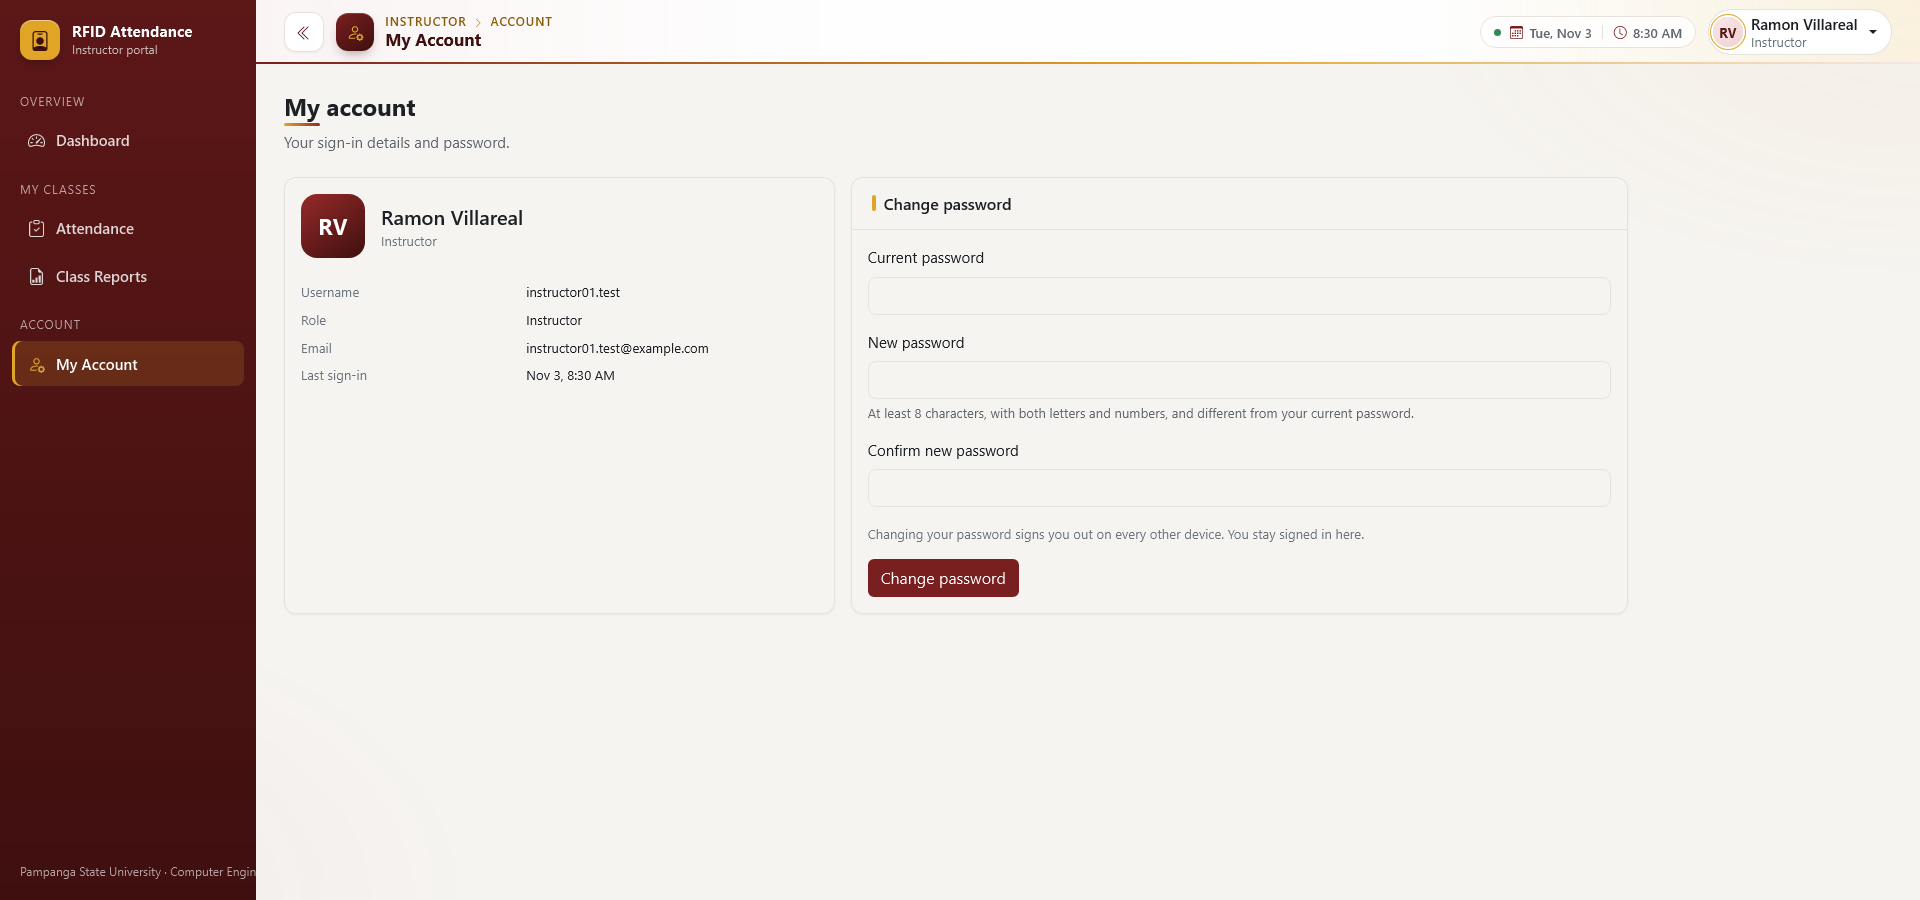 RFID Attendance
Instructor portal
OVERVIEW
Dashboard
MY CLASSES
Attendance
Class Reports
ACCOUNT
My Account
Pampanga State University · Computer Engin
INSTRUCTOR > ACCOUNT
My Account
Tue, Nov 3
8:30 AM
RV
Ramon Villareal
Instructor
My account
Your sign-in details and password.
RV
Ramon Villareal
Instructor
Username instructor01.test
Role Instructor
Email instructor01.test@example.com
Last sign-in Nov 3, 8:30 AM
Change password
Current password
New password
At least 8 characters, with both letters and numbers, and different from your current password.
Confirm new password
Changing your password signs you out on every other device. You stay signed in here.
Change password